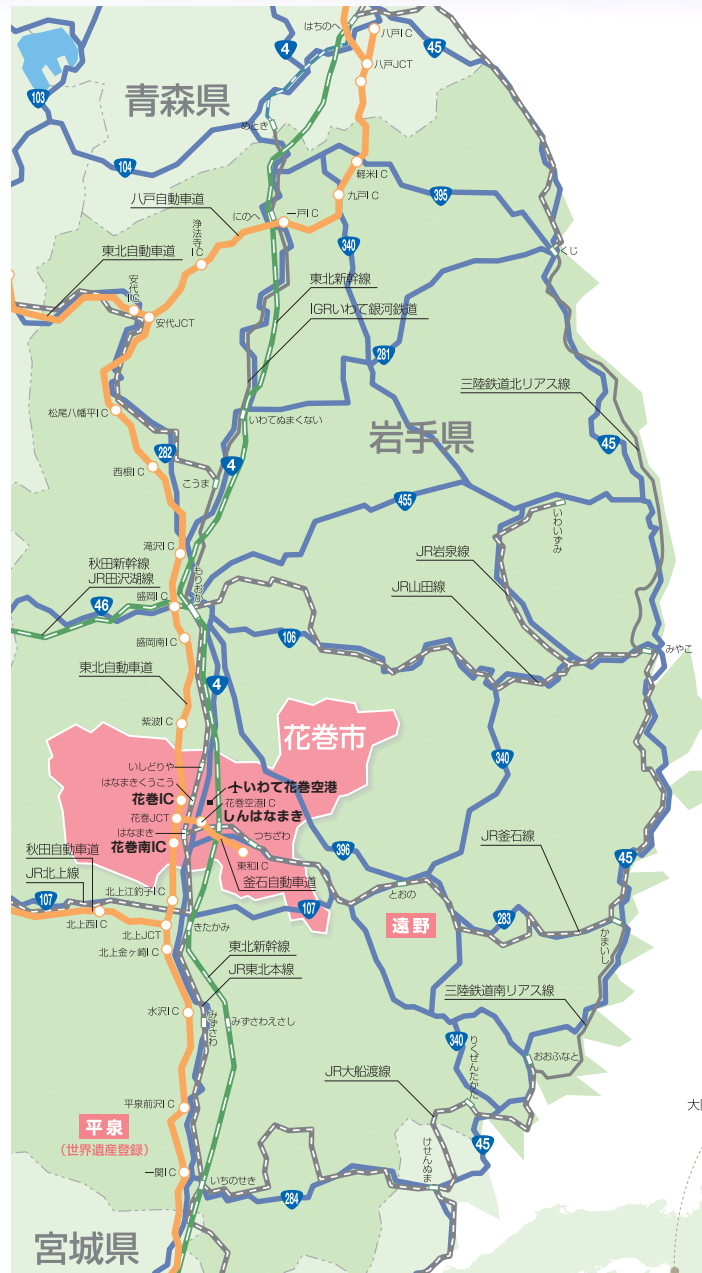 はちのへ
八戸IC
4
45
八戸JCT
103
青森県
めとき
104
軽米IC
395
八戸自動車道
にのへ
一戸IC
九戸IC
340
浄法寺IC
東北自動車道
くじ
安代IC
東北新幹線
安代JCT
IGRいわて銀河鉄道
281
三陸鉄道北リアス線
松尾八幡平IC
いわてぬまくない
岩手県
45
282
4
西根IC
こうま
455
いわいずみ
滝沢IC
JR岩泉線
秋田新幹線
JR田沢湖線
もりおか
JR山田線
46
盛岡IC
盛岡南IC
106
みやこ
東北自動車道
4
紫波IC
花巻市
340
いしどりや
はなまきくうこう
いわて花巻空港
花巻IC
花巻空港IC
花巻JCT
しんはなまき
はなまき
つちざわ
花巻南IC
396
JR釜石線
秋田自動車道
東和IC
45
JR北上線
釜石自動車道
北上江釣子IC
とおの
107
107
283
北上西IC
きたかみ
遠野
かまいし
北上JCT
北上金ヶ崎IC
東北新幹線
JR東北本線
三陸鉄道南リアス線
水沢IC
みずさわ
みずさわえさし
340
りくぜんたかた
おおふなと
JR大船渡線
平泉前沢IC
大阪
平泉
（世界遺産登録）
けせんぬま
45
一関IC
いちのせき
284
宮城県